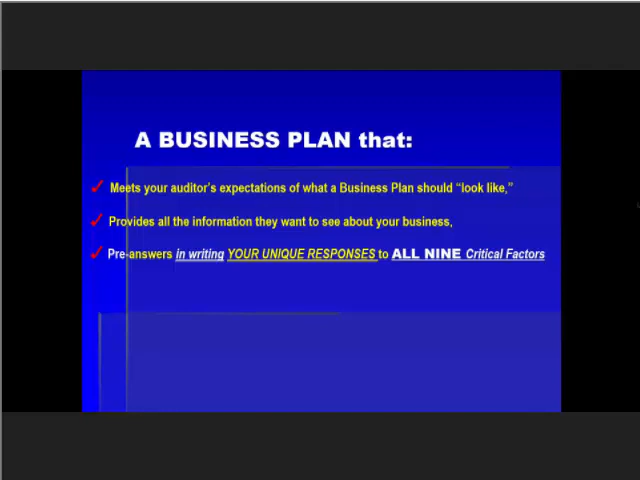 A BUSINESS PLAN that:
Meets your auditor's expectations of what a Business Plan should “look like,”
Provides all the information they want to see about your business,
Pre-answers in writing YOUR UNIQUE RESPONSES to ALL NINE Critical Factors